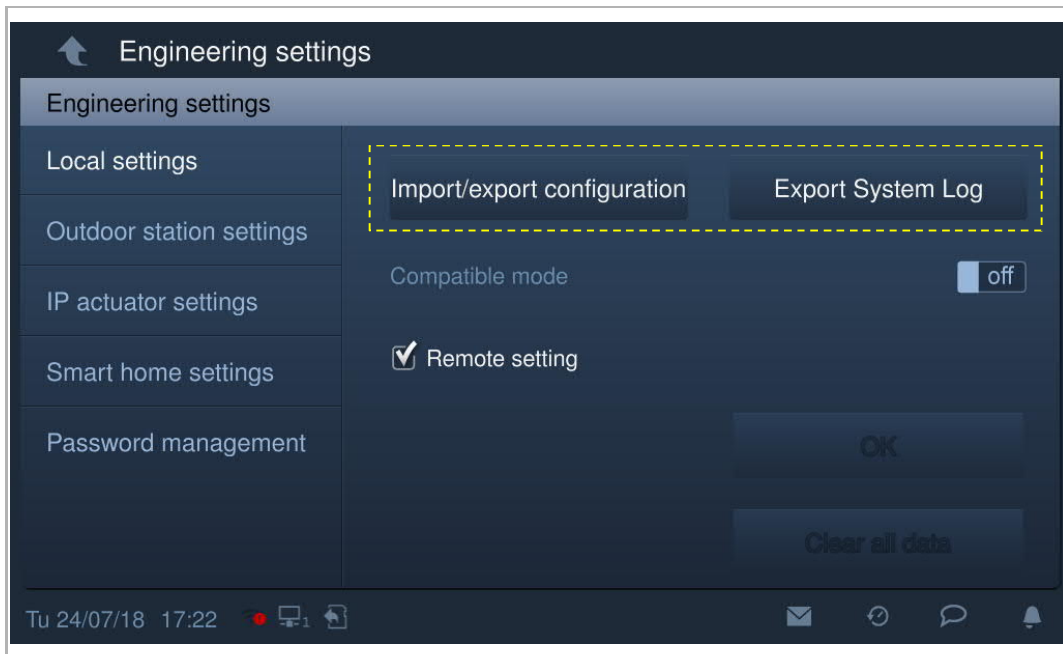 Engineering settings
Engineering settings
Local settings
Outdoor station settings
IP actuator settings
Smart home settings
Password management
Import/export configuration
Export System Log
Compatible mode
off
Remote setting
OK
Clear all data
Tu 24/07/18 17:22
1